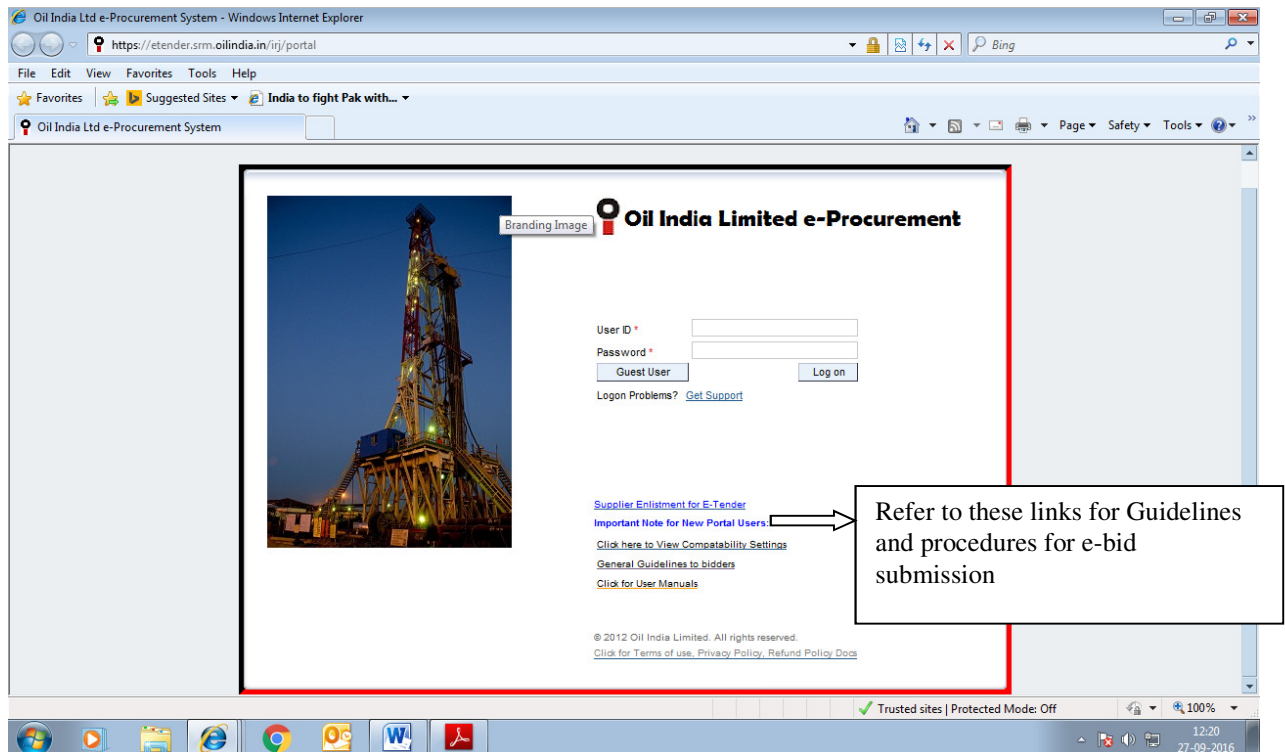 Oil India Ltd e-Procurement System - Windows Internet Explorer
https://etender.srm.oilindia.in/irj/portal
Bing
File Edit View Favorites Tools Help
Favorites Suggested Sites India to fight Pak with...
Oil India Ltd e-Procurement System
Page Safety Tools
Branding Image
Oil India Limited e-Procurement
User ID *
Password *
Guest User Log on
Logon Problems? Get Support
Supplier Enlistment for E-Tender
Important Note for New Portal Users:
Click here to View Compatability Settings
General Guidelines to bidders
Click for User Manuals
Refer to these links for Guidelines
and procedures for e-bid
submission
© 2012 Oil India Limited. All rights reserved.
Click for Terms of use, Privacy Policy, Refund Policy Docs
Trusted sites | Protected Mode: Off 100%
12:20
27-09-2016